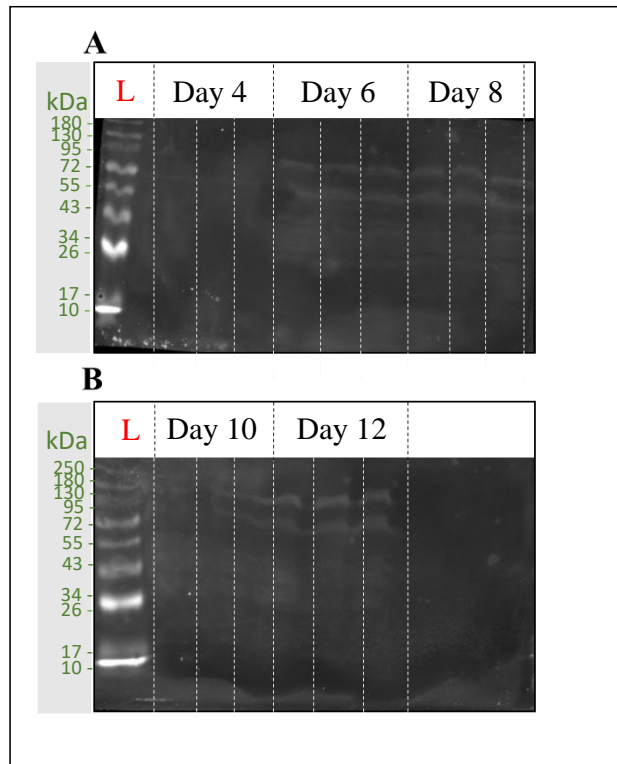 A
kDa
L
Day 4
Day 6
Day 8
180 -
130 -
95 -
72 -
55 -
43 -
34 -
26 -
17 -
10 -
B
kDa
L
Day 10
Day 12
250 -
180 -
130 -
95 -
72 -
55 -
43 -
34 -
26 -
17 -
10 -